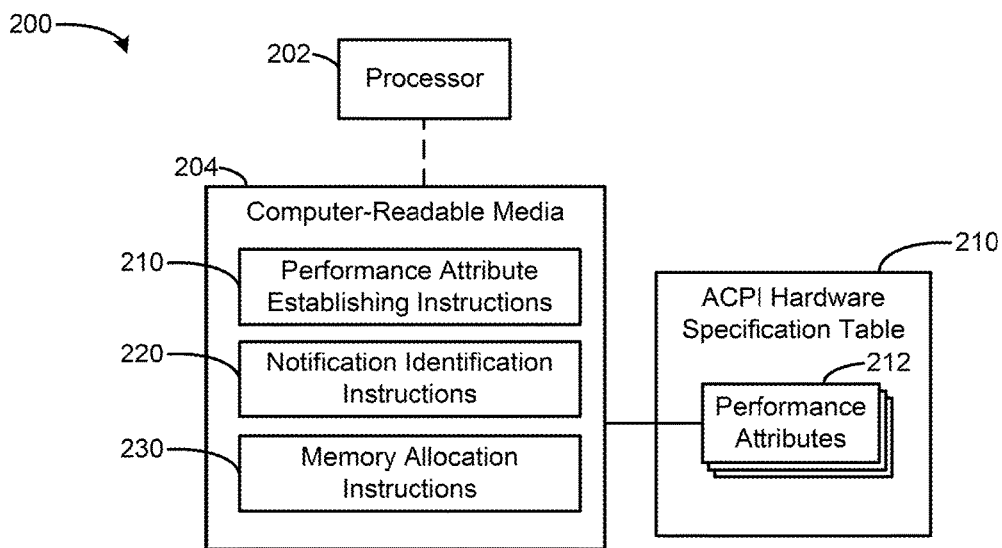 200
202
Processor
204
Computer-Readable Media
210
Performance Attribute
Establishing Instructions
220
Notification Identification
Instructions
230
Memory Allocation
Instructions
210
ACPI Hardware
Specification Table
212
Performance
Attributes